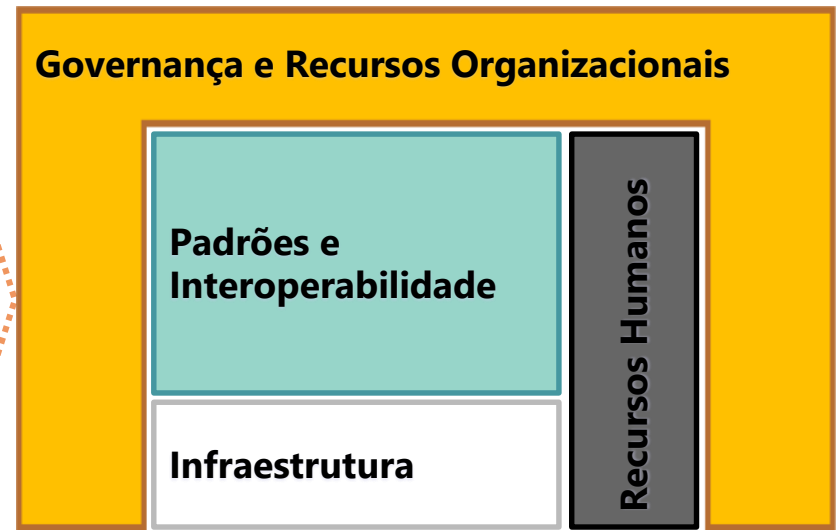 Governança e Recursos Organizacionais
Padrões e
Interoperabilidade
Recursos Humanos
Infraestrutura